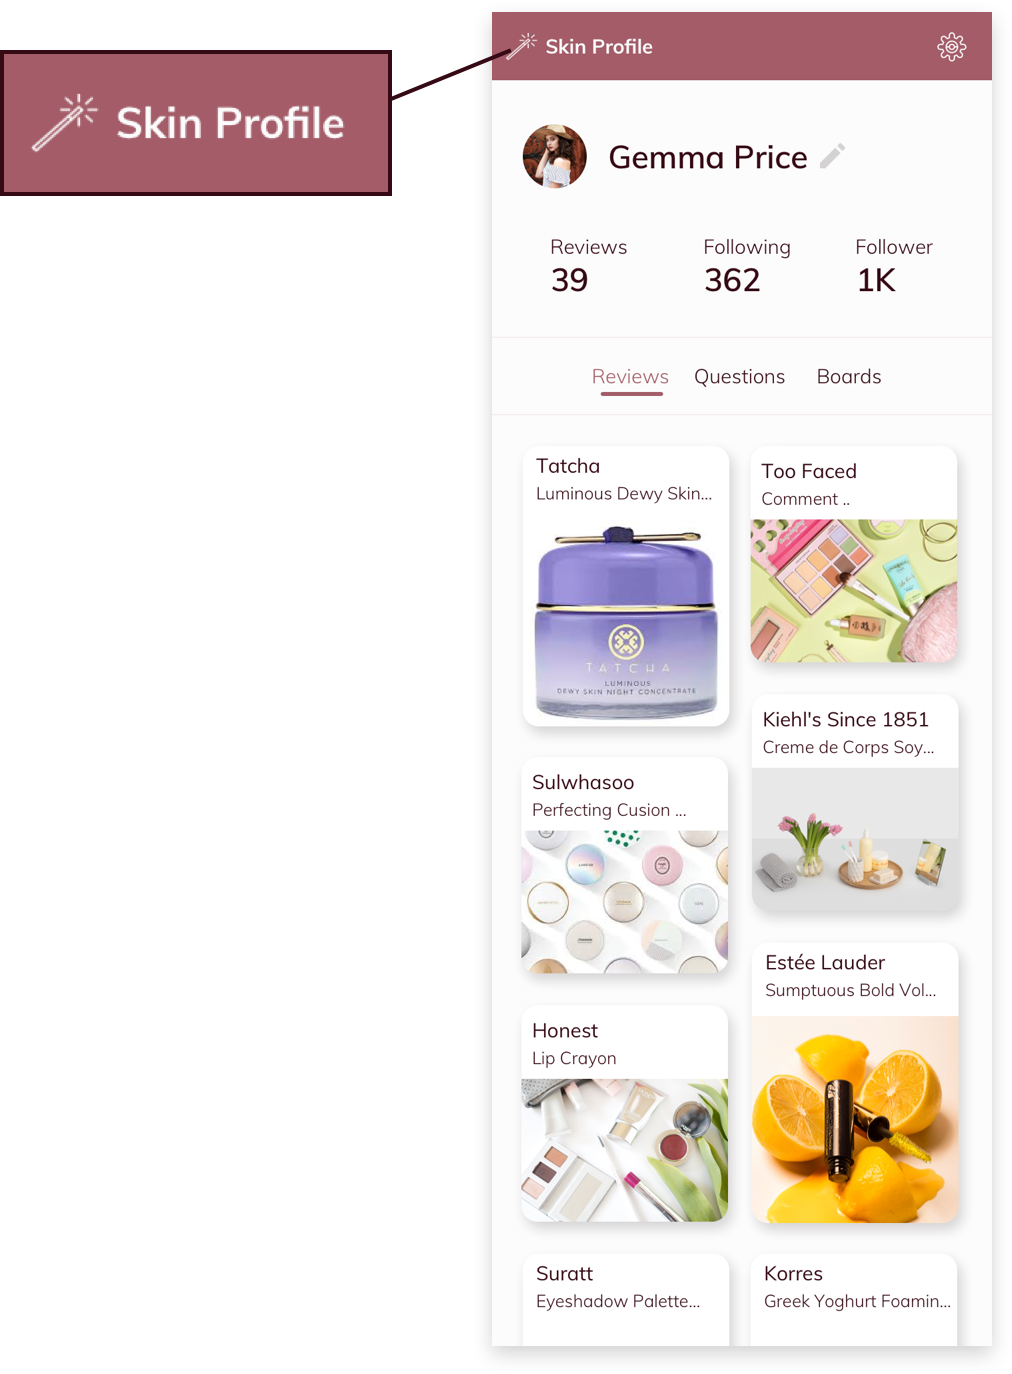 Skin Profile
Skin Profile
Gemma Price
Reviews Following Follower
39 362 1K
Reviews Questions Boards
Tatcha
Luminous Dewy Skin...
TATCHA
LUMINOUS
DEWY SKIN NIGHT CONCENTRATE
Too Faced
Comment ..
Kiehl's Since 1851
Creme de Corps Soy...
Sulwhasoo
Perfecting Cusion ...
Estée Lauder
Sumptuous Bold Vol...
Honest
Lip Crayon
Suratt
Eyeshadow Palette...
Korres
Greek Yoghurt Foamin...